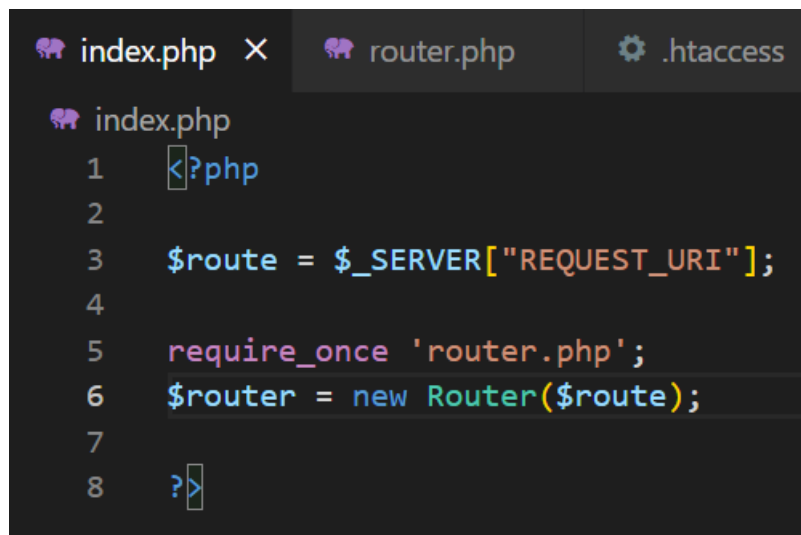 index.php × router.php .htaccess
index.php
1 <?php
2
3 $route = $_SERVER["REQUEST_URI"];
4
5 require_once 'router.php';
6 $router = new Router($route);
7
8 ?>